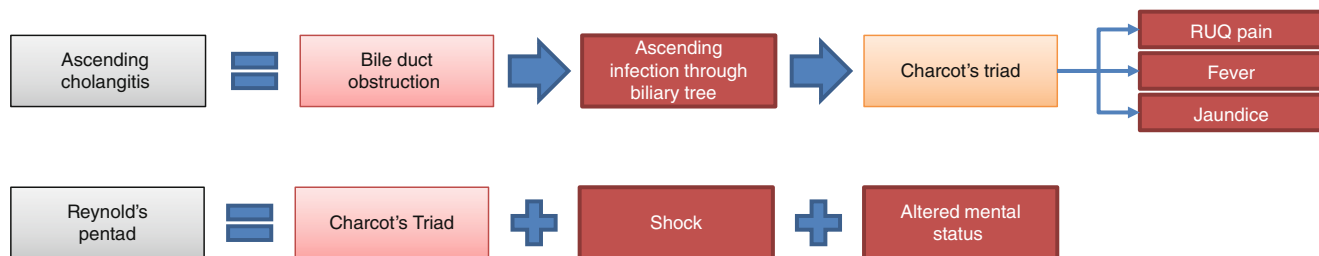 Ascending
cholangitis
Bile duct
obstruction
Ascending
infection through
biliary tree
Charcot's triad
RUQ pain
Fever
Jaundice
Reynold's
pentad
Charcot's Triad
Shock
Altered mental
status